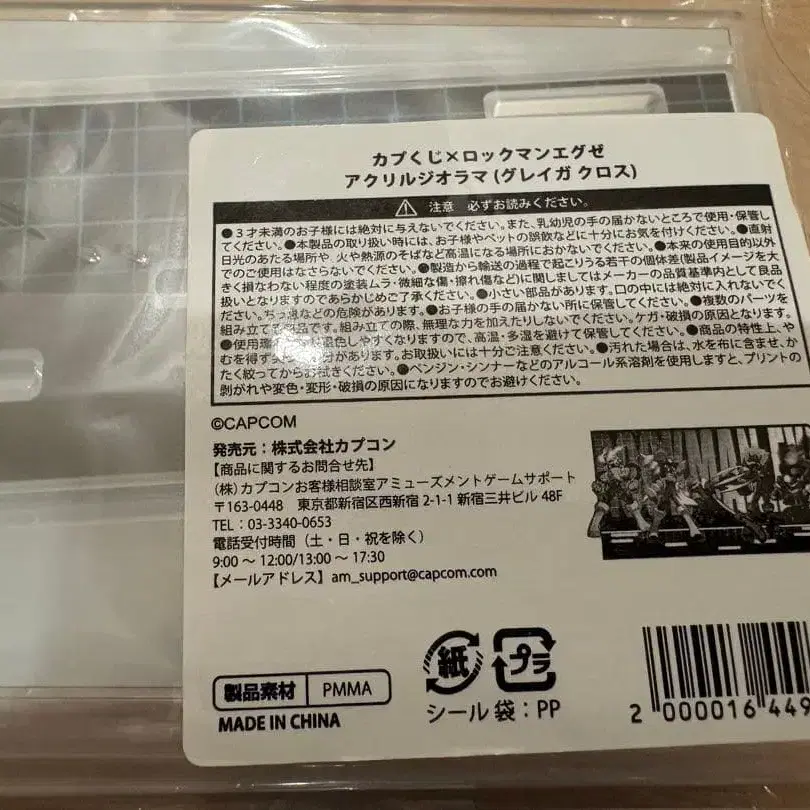 カプくじ×ロックマンエグゼ
アクリルジオラマ (グレイガ クロス)
注意 必ずお読みください。
●3才未満のお子様には絶対に与えないでください。また、乳幼児の手の届かないところで使用・保管し
てください。●本製品の取り扱い時には、お子様やペットの誤飲などに十分にお気を付けください。●直射
日光のあたる場所や、火や熱源のそばなど高温になる場所におかないでください。●本来の使用目的以外
でのご使用はなさらないでください。●製造から輸送の過程で起こりうる若干の個体差(製品イメージを大
きく損なわない程度の塗装ムラ・微細な傷・擦れ傷など)に関しましてはメーカーの品質基準内として良品
扱いとなりますのであらかじめご了承ください。●小さい部品があります。口の中には絶対に入れないでく
ださい。ちっ息などの危険があります。●お子様の手の届かない所に保管してください。●複数のパーツを
組み立てる製品です。組み立ての際、無理な力を加えたりしないでください。ケガ・破損の原因となります。
●使用環 退色しやすくなりますので、高温・多湿を避けて保管してください。●商品の特性上、や
むを得ず 部分があります。お取扱いには十分ご注意ください。●汚れた場合は、水を布に含ませ、か
たく絞ってからお拭きください。●ベンジン・シンナーなどのアルコール系溶剤を使用しますと、プリントの
剥がれや変色・変形・破損の原因になりますのでお避けください。
©CAPCOM
発売元:株式会社カプコン
【商品に関するお問合せ先】
(株)カプコンお客様相談室アミューズメントゲームサポート
〒163-0448 東京都新宿区西新宿 2-1-1 新宿三井ビル 48F
TEL:03-3340-0653
電話受付時間(土・日・祝を除く)
9:00 ～ 12:00/13:00 ～ 17:30
【メールアドレス】am_support@capcom.com
製品素材 PMMA
MADE IN CHINA
紙 プラ
シール 袋:PP
2 000016 449